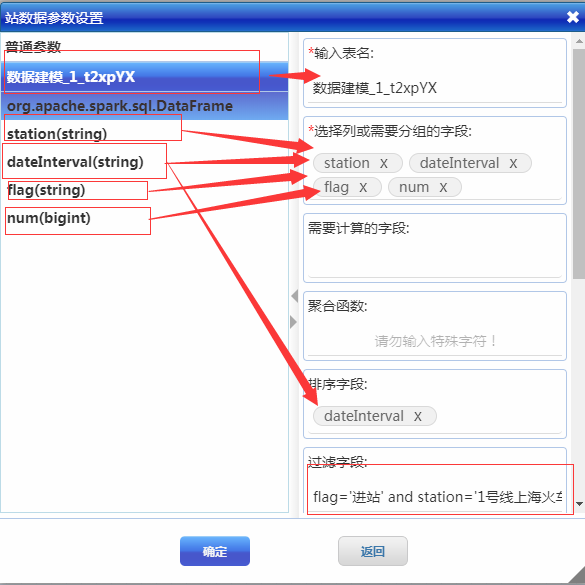 站数据参数设置
普通参数
数据建模_1_t2xpYX
org.apache.spark.sql.DataFrame
station(string)
dateInterval(string)
flag(string)
num(bigint)
*输入表名:
数据建模_1_t2xpYX
*选择列或需要分组的字段:
station x dateInterval x
flag x num x
需要计算的字段:
聚合函数:
请勿输入特殊字符！
排序字段:
dateInterval x
过滤字段:
flag='进站' and station='1号线上海火
确定 返回